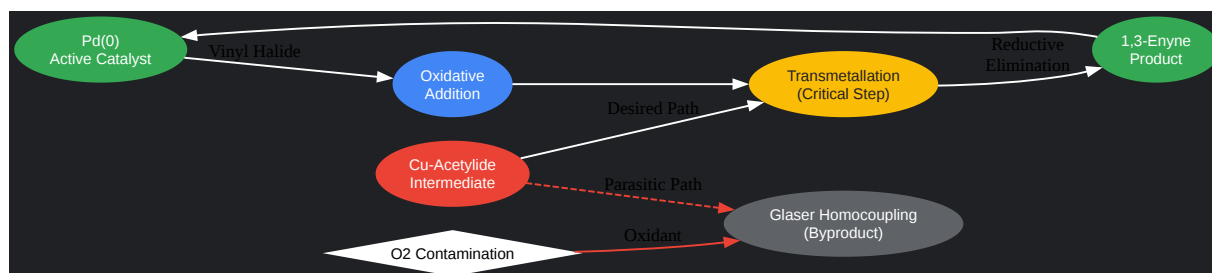 Pd(0)
Active Catalyst
Vinyl Halide
Oxidative
Addition
Transmetallation
(Critical Step)
Reductive
Elimination
1,3-Enyne
Product
Desired Path
Cu-Acetylide
Intermediate
Parasitic Path
Glaser Homocoupling
(Byproduct)
Oxidant
O2 Contamination